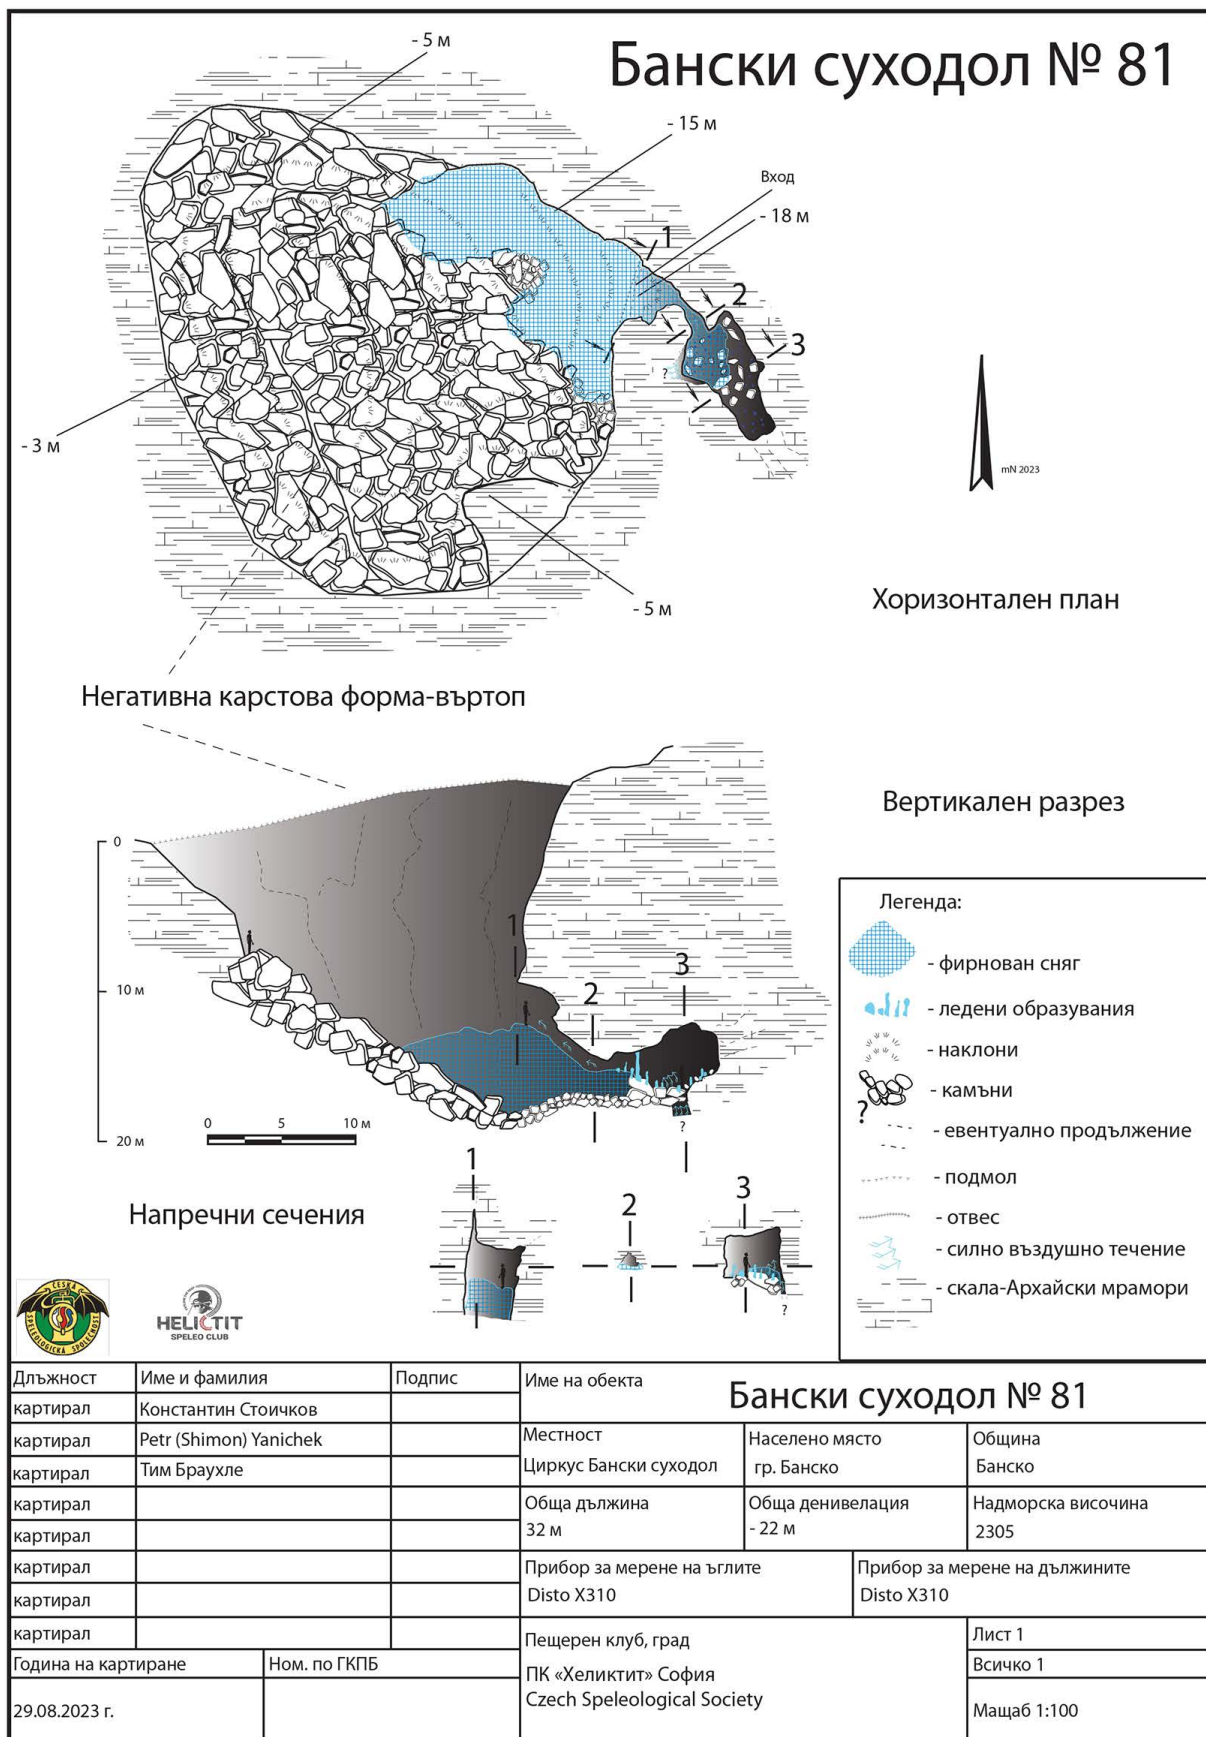 Бански суходол № 81
- 5 м
- 15 м
Вход
- 18 м
1
2
3
?
- 3 м
mN 2023
- 5 м
Хоризонтален план
Негативна карстова форма-въртоп
Вертикален разрез
0
10 м
20 м
0 5 10 м
1
2
3
?
Легенда:
- фирнован сняг
- ледени образувания
- наклони
- камъни
?
- евентуално продължение
- подмол
- отвес
- силно въздушно течение
- скала-Архайски мрамори
Напречни сечения
1
2
3
?
ČESKÁ
SPELEOLOGICKÁ SPOLEČNOST
HELICTIT
SPELEO CLUB
Длъжност Име и фамилия Подпис
картирал Константин Стоичков
картирал Petr (Shimon) Yanichek
картирал Тим Браухле
картирал
картирал
картирал
картирал
картирал
Година на картиране Ном. по ГКПБ
29.08.2023 г.
Име на обекта
Бански суходол № 81
Местност Населено място Община
Циркус Бански суходол гр. Банско Банско
Обща дължина Обща денивелация Надморска височина
32 м - 22 м 2305
Прибор за мерене на ъглите Прибор за мерене на дължините
Disto X310 Disto X310
Пещерен клуб, град
ПК «Хеликтит» София
Czech Speleological Society
Лист 1
Всичко 1
Мащаб 1:100